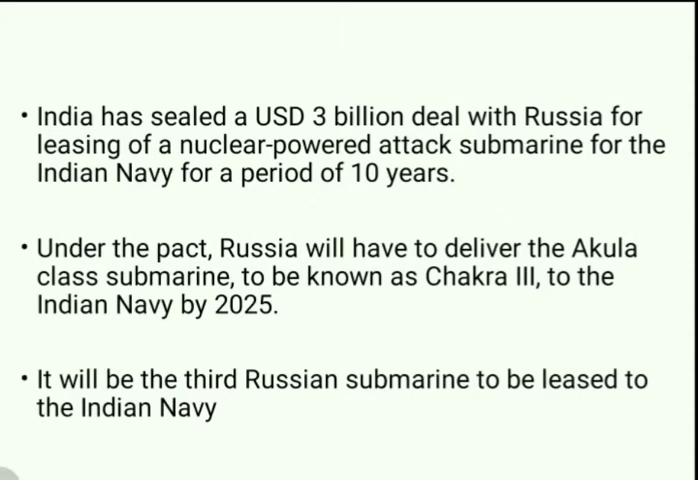 • India has sealed a USD 3 billion deal with Russia for
leasing of a nuclear-powered attack submarine for the
Indian Navy for a period of 10 years.
• Under the pact, Russia will have to deliver the Akula
class submarine, to be known as Chakra III, to the
Indian Navy by 2025.
• It will be the third Russian submarine to be leased to
the Indian Navy